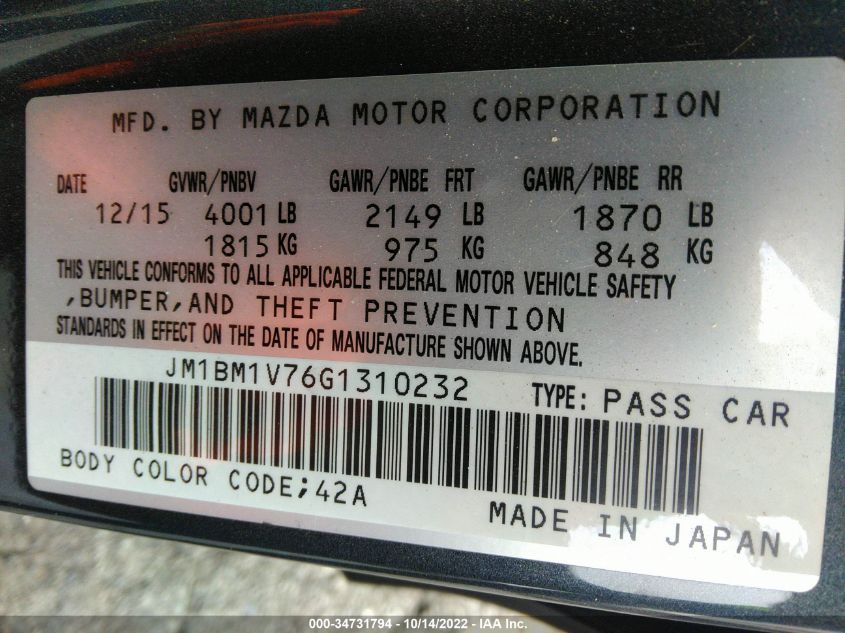 MFD. BY MAZDA MOTOR CORPORATION
DATE GVWR/PNBV GAWR/PNBE FRT GAWR/PNBE RR
12/15 4001 LB 2149 LB 1870 LB
1815 KG 975 KG 848 KG
THIS VEHICLE CONFORMS TO ALL APPLICABLE FEDERAL MOTOR VEHICLE SAFETY
,BUMPER,AND THEFT PREVENTION
STANDARDS IN EFFECT ON THE DATE OF MANUFACTURE SHOWN ABOVE.
JM1BM1V76G1310232 TYPE: PASS CAR
BODY COLOR CODE;42A
MADE IN JAPAN
000-34731794 - 10/14/2022 - IAA Inc.